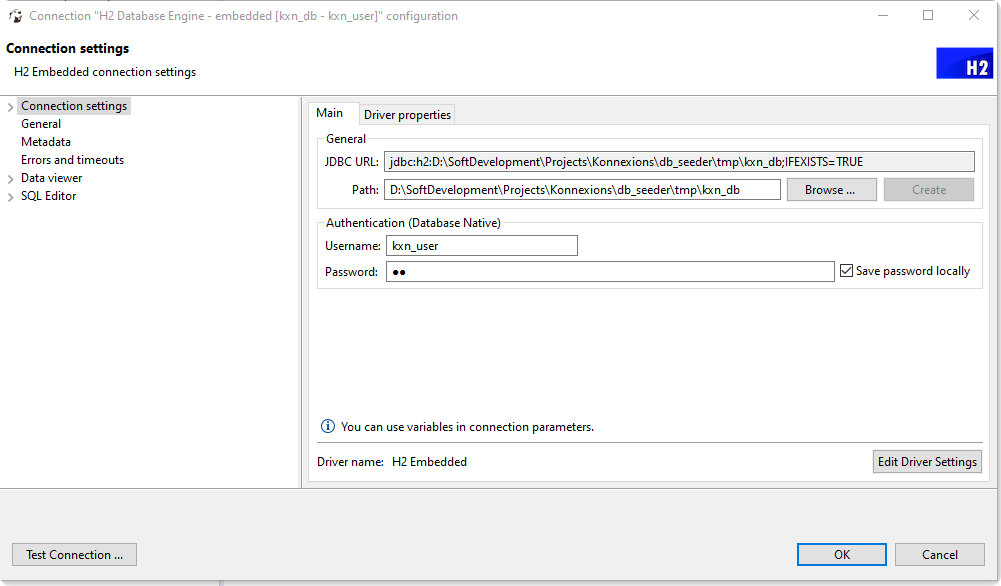 Connection "H2 Database Engine - embedded [kxn_db - kxn_user]" configuration
Connection settings
H2 Embedded connection settings
H2
Connection settings
General
Metadata
Errors and timeouts
Data viewer
SQL Editor
Main
Driver properties
General
JDBC URL: jdbc:h2:D:\SoftDevelopment\Projects\Konnexions\db_seeder\tmp\kxn_db;IFEXISTS=TRUE
Path: D:\SoftDevelopment\Projects\Konnexions\db_seeder\tmp\kxn_db Browse ... Create
Authentication (Database Native)
Username: kxn_user
Password: ●● Save password locally
You can use variables in connection parameters.
Driver name: H2 Embedded Edit Driver Settings
Test Connection ... OK Cancel